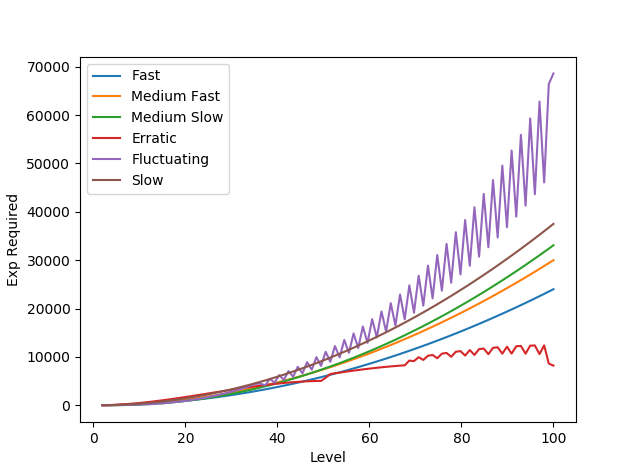 70000
60000
50000
40000
30000
20000
10000
0
Exp Required
Fast
Medium Fast
Medium Slow
Erratic
Fluctuating
Slow
0 20 40 60 80 100
Level